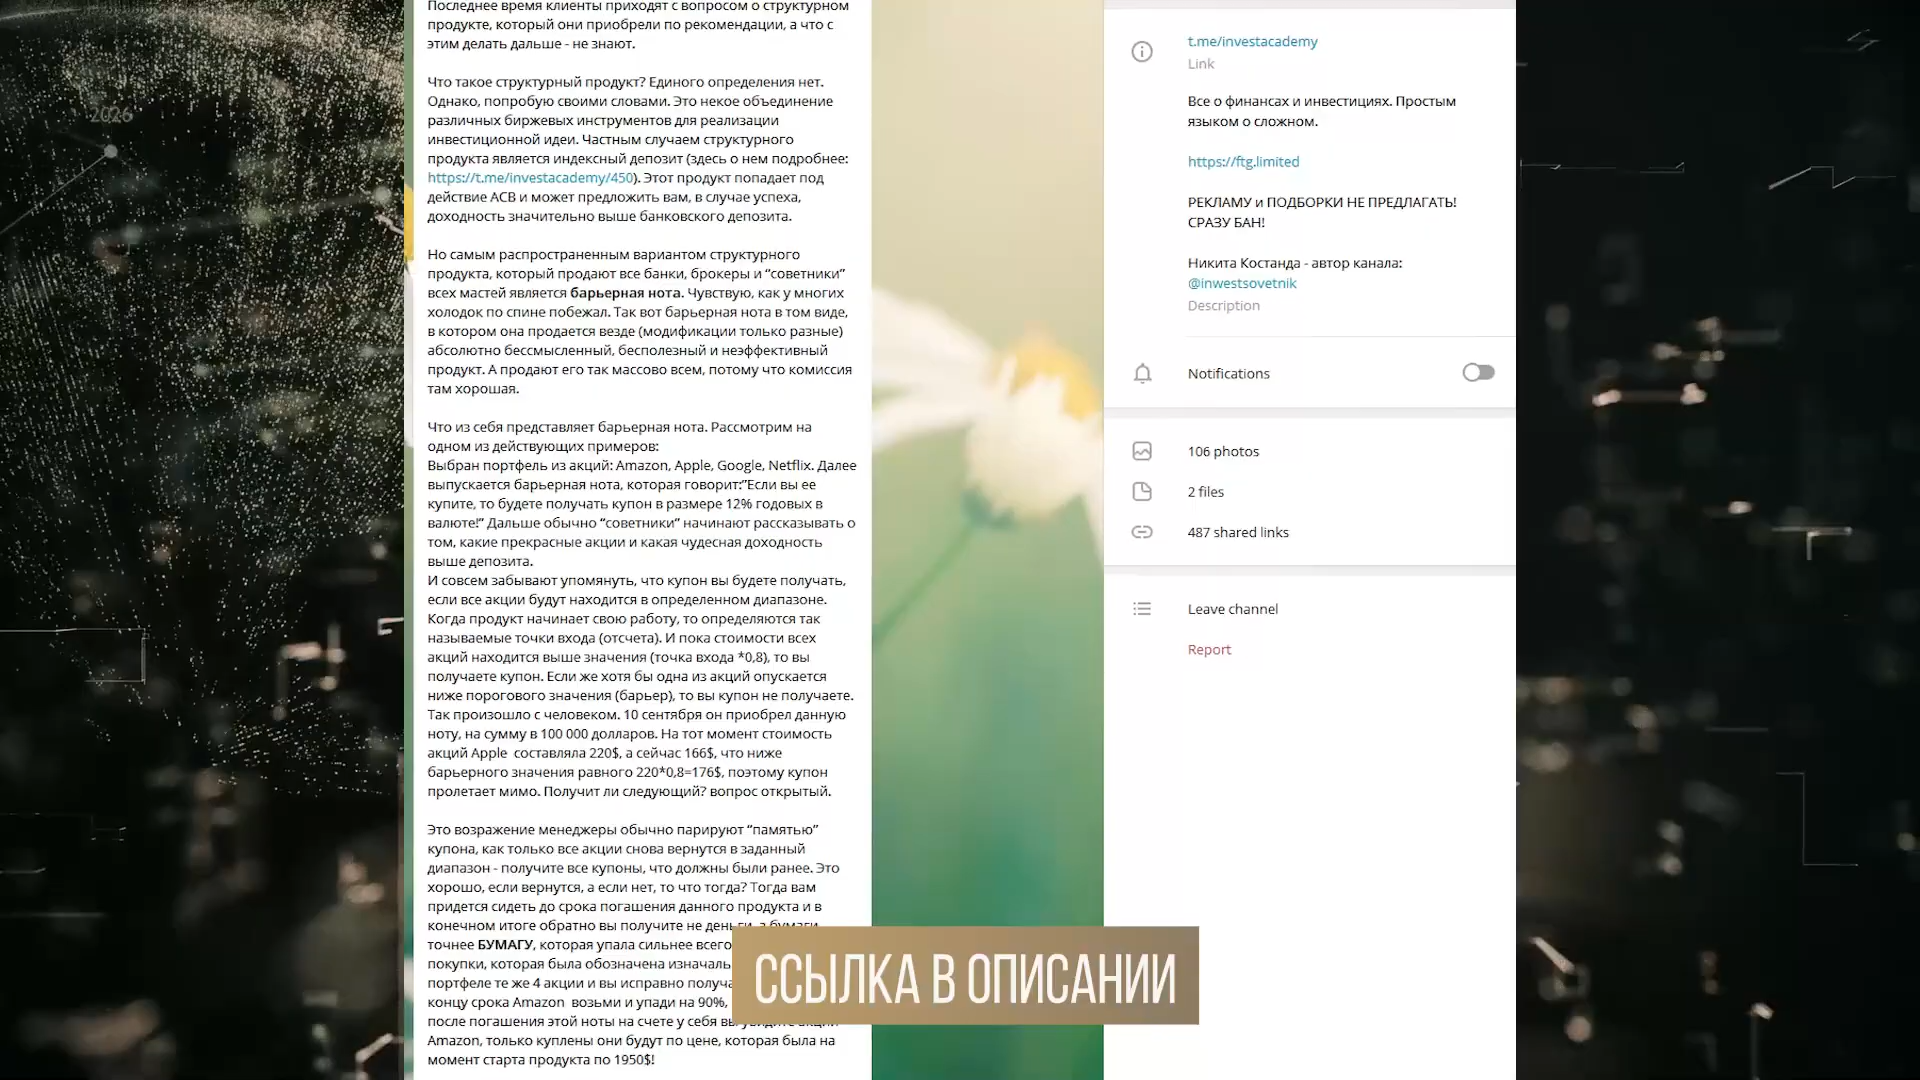 Последнее время клиенты приходят с вопросом о структурном
продукте, который они приобрели по рекомендации, а что с
этим делать дальше - не знают.
Что такое структурный продукт? Единого определения нет.
Однако, попробую своими словами. Это некое объединение
различных биржевых инструментов для реализации
инвестиционной идеи. Частным случаем структурного
продукта является индексный депозит (здесь о нем подробнее:
https://t.me/investacademy/450). Этот продукт попадает под
действие АСВ и может предложить вам, в случае успеха,
доходность значительно выше банковского депозита.
Но самым распространенным вариантом структурного
продукта, который продают все банки, брокеры и “советники”
всех мастей является барьерная нота. Чувствую, как у многих
холодок по спине побежал. Так вот барьерная нота в том виде,
в котором она продается везде (модификации только разные)
абсолютно бессмысленный, бесполезный и неэффективный
продукт. А продают его так массово всем, потому что комиссия
там хорошая.
Что из себя представляет барьерная нота. Рассмотрим на
одном из действующих примеров:
Выбран портфель из акций: Amazon, Apple, Google, Netflix. Далее
выпускается барьерная нота, которая говорит:”Если вы ее
купите, то будете получать купон в размере 12% годовых в
валюте!” Дальше обычно “советники” начинают рассказывать о
том, какие прекрасные акции и какая чудесная доходность
выше депозита.
И совсем забывают упомянуть, что купон вы будете получать,
если все акции будут находится в определенном диапазоне.
Когда продукт начинает свою работу, то определяются так
называемые точки входа (отсчета). И пока стоимости всех
акций находится выше значения (точка входа *0,8), то вы
получаете купон. Если же хотя бы одна из акций опускается
ниже порогового значения (барьер), то вы купон не получаете.
Так произошло с человеком. 10 сентября он приобрел данную
ноту, на сумму в 100 000 долларов. На тот момент стоимость
акций Apple составляла 220$, а сейчас 166$, что ниже
барьерного значения равного 220*0,8=176$, поэтому купон
пролетает мимо. Получит ли следующий? вопрос открытый.
Это возражение менеджеры обычно парируют “памятью”
купона, как только все акции снова вернутся в заданный
диапазон - получите все купоны, что должны были ранее. Это
хорошо, если вернутся, а если нет, то что тогда? Тогда вам
придется сидеть до срока погашения данного продукта и в
конечном итоге обратно вы получите не деньги, а бумаги,
точнее БУМАГУ, которая упала сильнее всего
покупки, которая была обозначена
портфеле те же 4 акции и вы исправно
концу срока Amazon возьми и упади на 90%,
после погашения этой ноты на счете у себя вы увидите акции
Amazon, только куплены они будут по цене, которая была на
момент старта продукта по 1950$!
t.me/investacademy
Link
Все о финансах и инвестициях. Простым
языком о сложном.
https://ftg.limited
РЕКЛАМУ и ПОДБОРКИ НЕ ПРЕДЛАГАТЬ!
СРАЗУ БАН!
Никита Костанда - автор канала:
@inwestsovetnik
Description
Notifications
106 photos
2 files
487 shared links
Leave channel
Report
ССЫЛКА В ОПИСАНИИ
2026